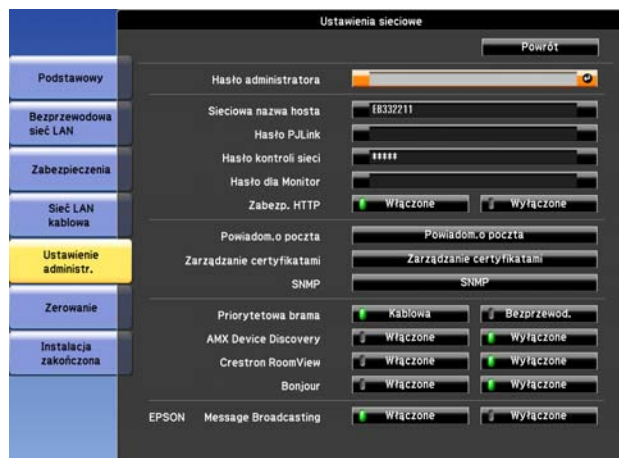 Ustawienia sieciowe
Powrót
Podstawowy
Bezprzewodowa
sieć LAN
Zabezpieczenia
Sieć LAN
kablowa
Ustawienie
administr.
Zerowanie
Instalacja
zakończona
Hasło administratora
Sieciowa nazwa hosta EB332211
Hasło PJLink
Hasło kontroli sieci *****
Hasło dla Monitor
Zabezp. HTTP Włączone Wyłączone
Powiadom.o poczta Powiadom.o poczta
Zarządzanie certyfikatami Zarządzanie certyfikatami
SNMP SNMP
Priorytetowa brama Kablowa Bezprzewod.
AMX Device Discovery Włączone Wyłączone
Crestron RoomView Włączone Wyłączone
Bonjour Włączone Wyłączone
EPSON Message Broadcasting Włączone Wyłączone